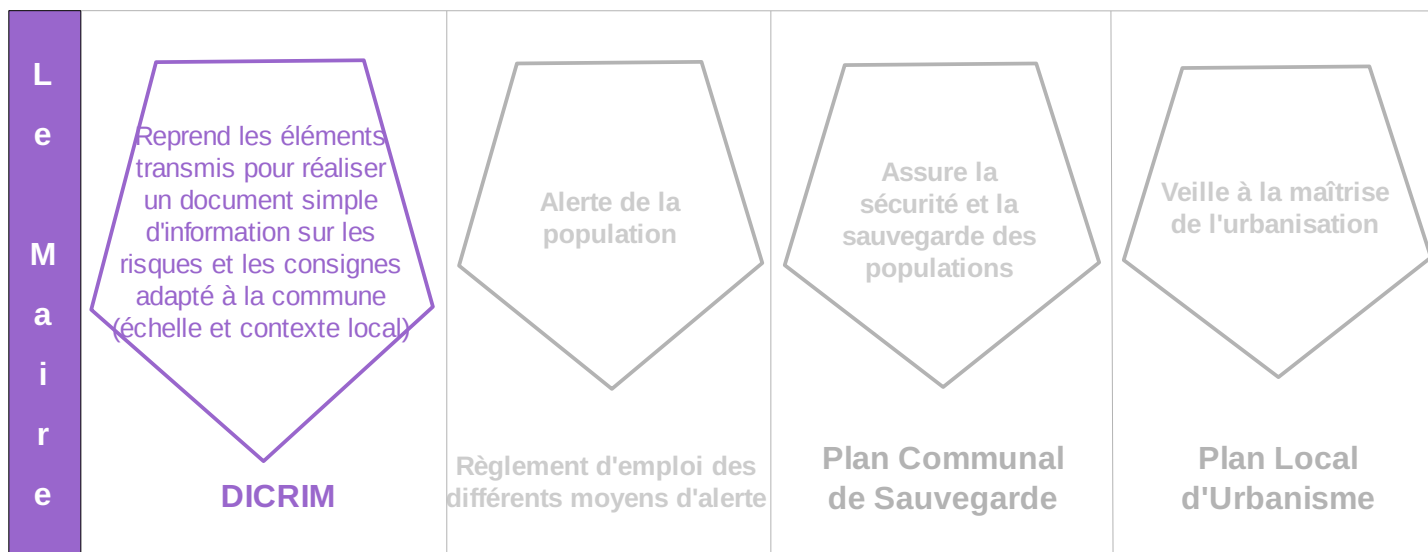 Le Maire
Reprend les éléments
transmis pour réaliser
un document simple
d'information sur les
risques et les consignes
adapté à la commune
(échelle et contexte local)
DICRIM
Alerte de la
population
Règlement d'emploi des
différents moyens d'alerte
Assure la
sécurité et la
sauvegarde des
populations
Plan Communal
de Sauvegarde
Veille à la maîtrise
de l'urbanisation
Plan Local
d'Urbanisme